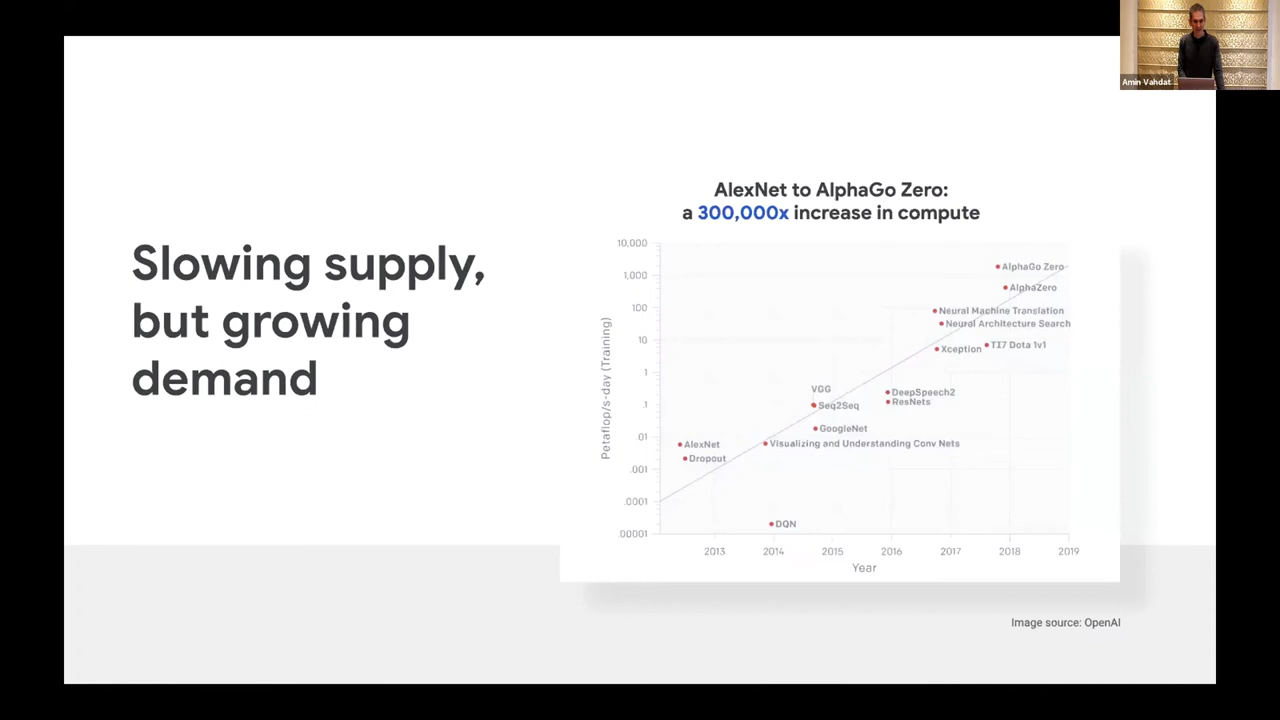 Amin Vahdat
Slowing supply,
but growing
demand
AlexNet to AlphaGo Zero:
a 300,000x increase in compute
Petaflop/s-day (Training)
10,000
1,000
100
10
1
.1
.01
.001
.0001
.00001
AlphaGo Zero
AlphaZero
Neural Machine Translation
Neural Architecture Search
TI7 Dota 1v1
Xception
VGG
DeepSpeech2
ResNets
Seq2Seq
GoogleNet
AlexNet
Visualizing and Understanding Conv Nets
Dropout
DQN
2013 2014 2015 2016 2017 2018 2019
Year
Image source: OpenAI